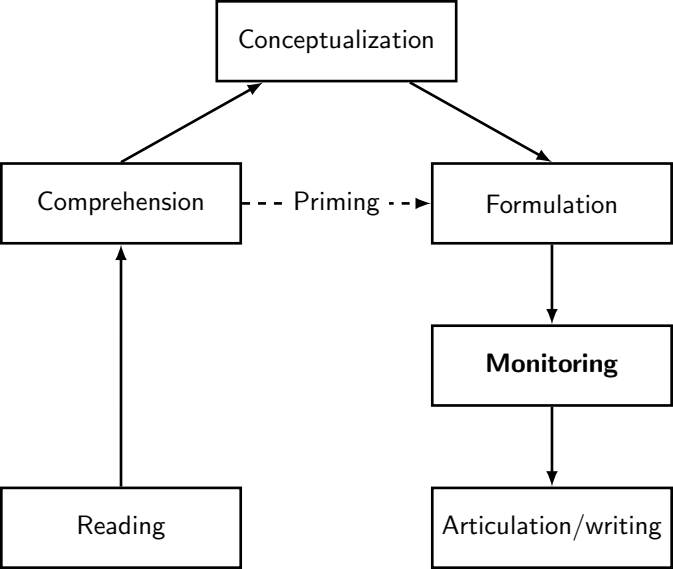 Conceptualization
Comprehension
Priming
Formulation
Monitoring
Reading
Articulation/writing